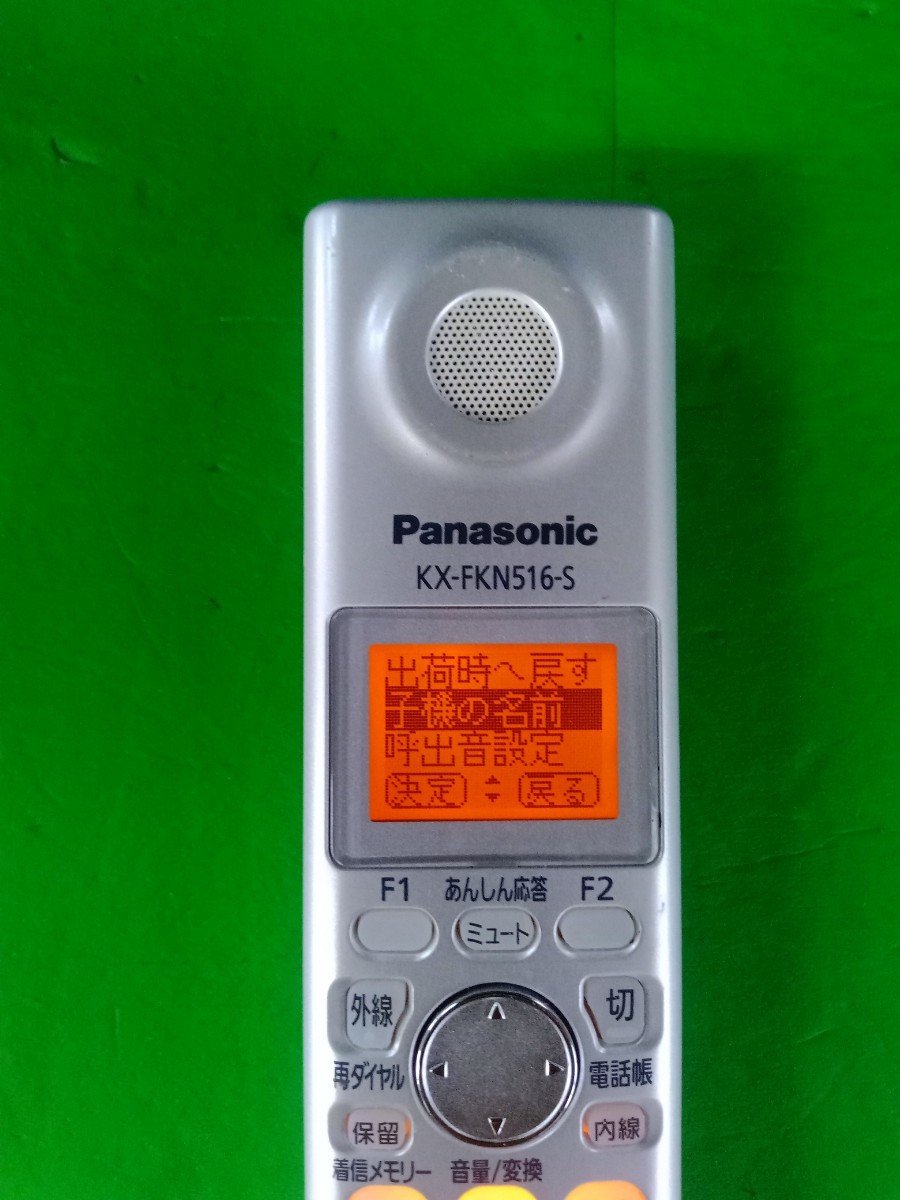 Panasonic
KX-FKN516-S
出荷時へ戻す
子機の名前
呼出音設定
決定 戻る
F1 あんしん応答 F2
ミュート
外線 切
再ダイヤル 電話帳
保留 内線
着信メモリー 音量/変換